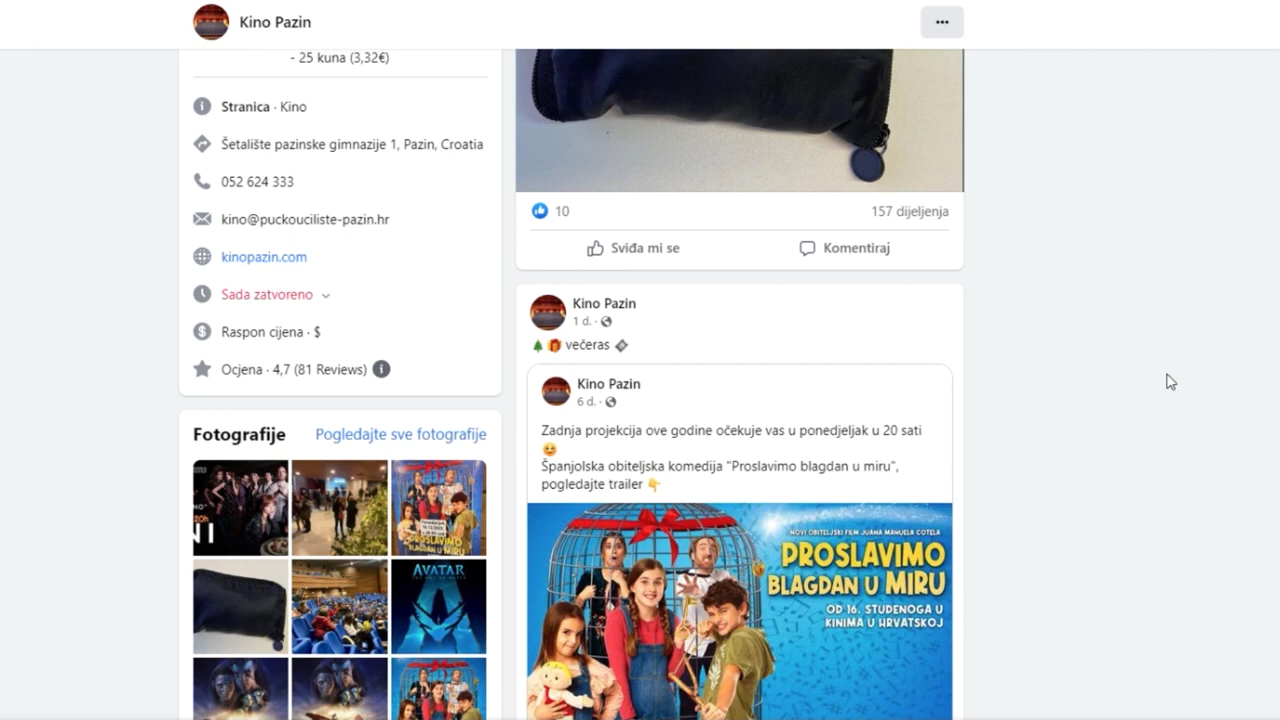 Kino Pazin
- 25 kuna (3,32€)
Stranica · Kino
Šetalište pazinske gimnazije 1, Pazin, Croatia
052 624 333
kino@puckouciliste-pazin.hr
kinopazin.com
Sada zatvoreno
Raspon cijena · $
Ocjena · 4,7 (81 Reviews)
Fotografije
Pogledajte sve fotografije
20h
PROSLAVIMO
BLAGDAN U MIRU
AVATAR
10
157 dijeljenja
Sviđa mi se
Komentiraj
Kino Pazin
1 d. ·
večeras
Kino Pazin
6 d. ·
Zadnja projekcija ove godine očekuje vas u ponedjeljak u 20 sati
Španjolska obiteljska komedija "Proslavimo blagdan u miru",
pogledajte trailer
NOVI OBITELJSKI FILM JUANA MANUELA COTELA
PROSLAVIMO
BLAGDAN U MIRU
OD 16. STUDENOGA U
KINIMA U HRVATSKOJ